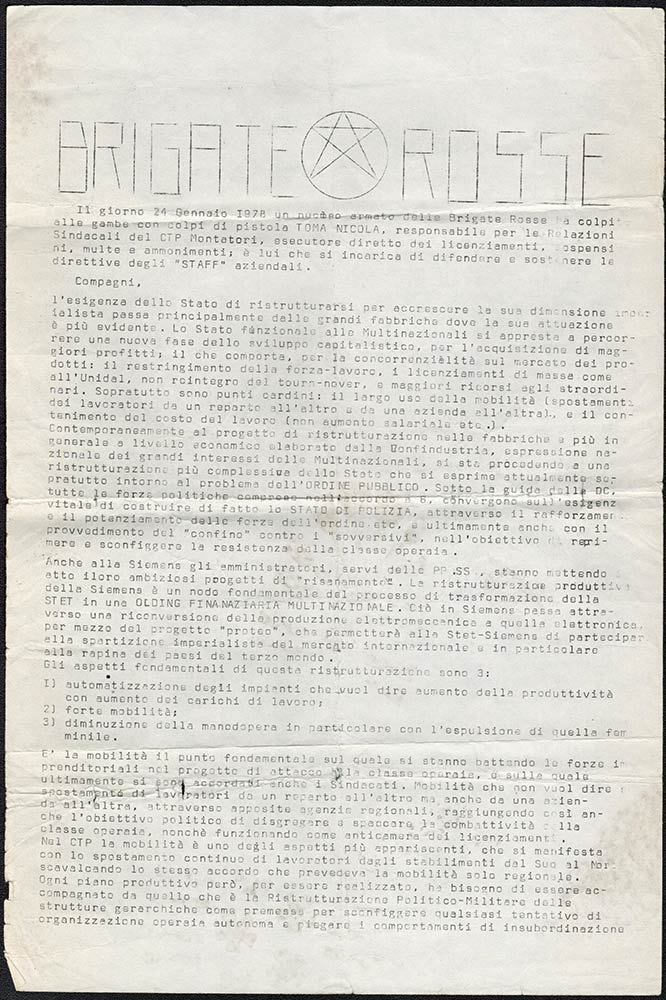 BRIGATE ROSSE
Il giorno 24 Gennaio I978 un nucleo armato delle Brigate Rosse ha colpi
alle gambe con colpi di pistola TOMA NICOLA, responsabile per le Relazioni
Sindacali del CTP Montatori, esecutore diretto dei licenziamenti, sospensi
ni, multe e ammonimenti; è lui che si incarica di difendere e sostenere le
direttive degli "STAFF" aziendali.
Compagni,
l'esigenza dello Stato di ristrutturarsi per accrescere la sua dimensione imper
ialista passa principalmente dalle grandi fabbriche dove la sua attuazione
è più evidente. Lo Stato funzionale alle Multinazionali si appresta a percor-
rere una nuova fase dello sviluppo capitalistico, per l'acquisizione di mag-
giori profitti; il che comporta, per la concorrenziàlità sul mercato dei pro-
dotti: il restringimento della forza-lavoro, i licenziamenti di massa come
all'Unidal, non reintegro del tourn-nover, e maggiori ricorsi agli straordi-
nari. Sopratutto sono punti cardini: il largo uso della mobilità (spostamenti
dei lavoratori da un reparto all'altro e da una azienda all'altra), e il con-
tenimento del costo del lavoro (non aumento salariale etc.).
Contemporaneamente al progetto di ristrutturazione nelle fabbriche e più in
generale a livello economico elaborato dalla Confindustria, espressione na-
zionale dei grandi interessi delle Multinazionali, si sta procedendo a una
ristrutturazione più complessiva dello Stato che si esprime attualmente so-
pratutto intorno al problema dell'ORDINE PUBBLICO. Sotto la guida della DC,
tutte le forze politiche comprese nell'accordo a 6, convergono sull'esigenz
vitale di costruire di fatto lo STATO DI POLIZIA, attraverso il rafforzamen
e il potenziamento delle forze dell'ordine etc, e ultimamente anche con il
provvedimento del "confino" contro i "sovversivi", nell'obiettivo di repri-
mere e sconfiggere la resistenza della classe operaia.
Anche alla Siemens gli amministratori, servi delle PP.SS., stanno mettendo i
atto iloro ambiziosi progetti di "risanamento". La ristrutturazione produttiva
della Siemens è un nodo fondamentale del processo di trasformazione della
STET in una OLDING FINANAZIARIA MULTINAZIONALE. Ciò in Siemens passa attra-
verso una riconversione della produzione elettromeccanica a quella elettronica,
per mezzo del progetto "proteo", che permetterà alla Stet-Siemens di partecipar
alla spartizione imperialista del mercato internazionale e in particolare
alla rapina dei paesi del terzo mondo.
Gli aspetti fondamentali di questa ristrutturazione sono 3:
I) automatizzazione degli impianti che vuol dire aumento della produttività
con aumento dei carichi di lavoro;
2) forte mobilità;
3) diminuzione della manodopera in particolare con l'espulsione di quella fem
minile.
E' la mobilità il punto fondamentale sul quale si stanno battendo le forze im
prenditoriali nel progetto di attacco alla classe operaia, e sulla quale
ultimamente si sono accordati anche i Sindacati. Mobilità che non vuol dire s
spostamento di lavoratori da un reparto all'altro ma anche da una azien-
da all'altra, attraverso apposite agenzie regionali, raggiungendo così an-
che l'obiettivo politico di disgregare e spaccare la combattività della
classe operaia, nonchè funzionando come anticamera dei licenziamenti.
Nel CTP la mobilità è uno degli aspetti più appariscenti, che si manifesta
con lo spostamento continuo di lavoratori dagli stabilimenti dal Sud al Nord
scavalcando lo stesso accordo che prevedeva la mobilità solo regionale.
Ogni piano produttivo però, per essere realizzato, ha bisogno di essere ac-
compagnato da quello che è la Ristrutturazione Politico-Militare delle
strutture gerarchiche come premessa per sconfiggere qualsiasi tentativo di
organizzazione operaia autonoma e piegare i comportamenti di insubordinazione